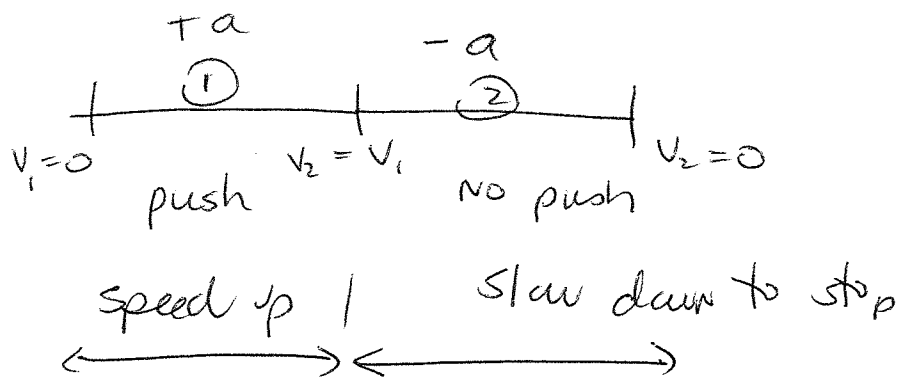 +a -a
① ②
V₁=0 V₂=V₁ V₂=0
push NO push
speed up | slow down to stop